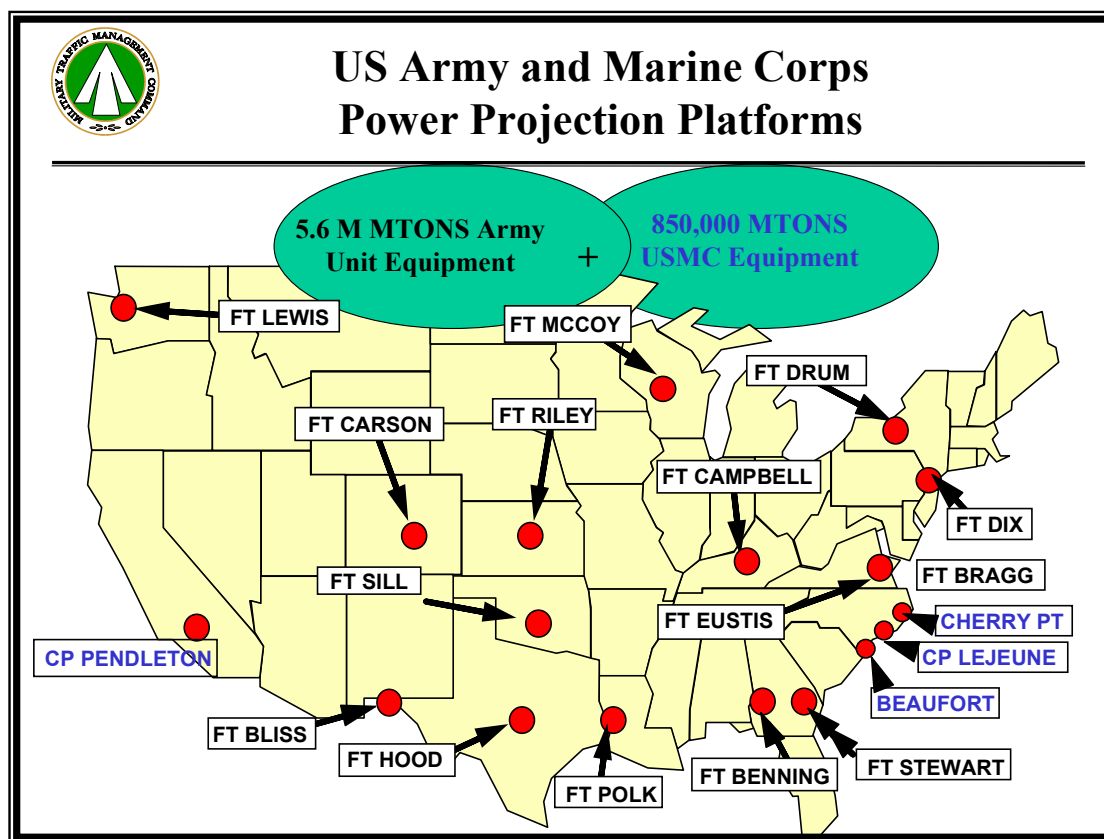 MILITARY TRAFFIC MANAGEMENT COMMAND
US Army and Marine Corps
Power Projection Platforms
5.6 M MTONS Army
Unit Equipment
+
850,000 MTONS
USMC Equipment
FT LEWIS
FT MCCOY
FT DRUM
FT CARSON
FT RILEY
FT CAMPBELL
FT DIX
FT SILL
FT BRAGG
FT EUSTIS
CHERRY PT
CP PENDLETON
CP LEJEUNE
BEAUFORT
FT BLISS
FT HOOD
FT BENNING
FT STEWART
FT POLK